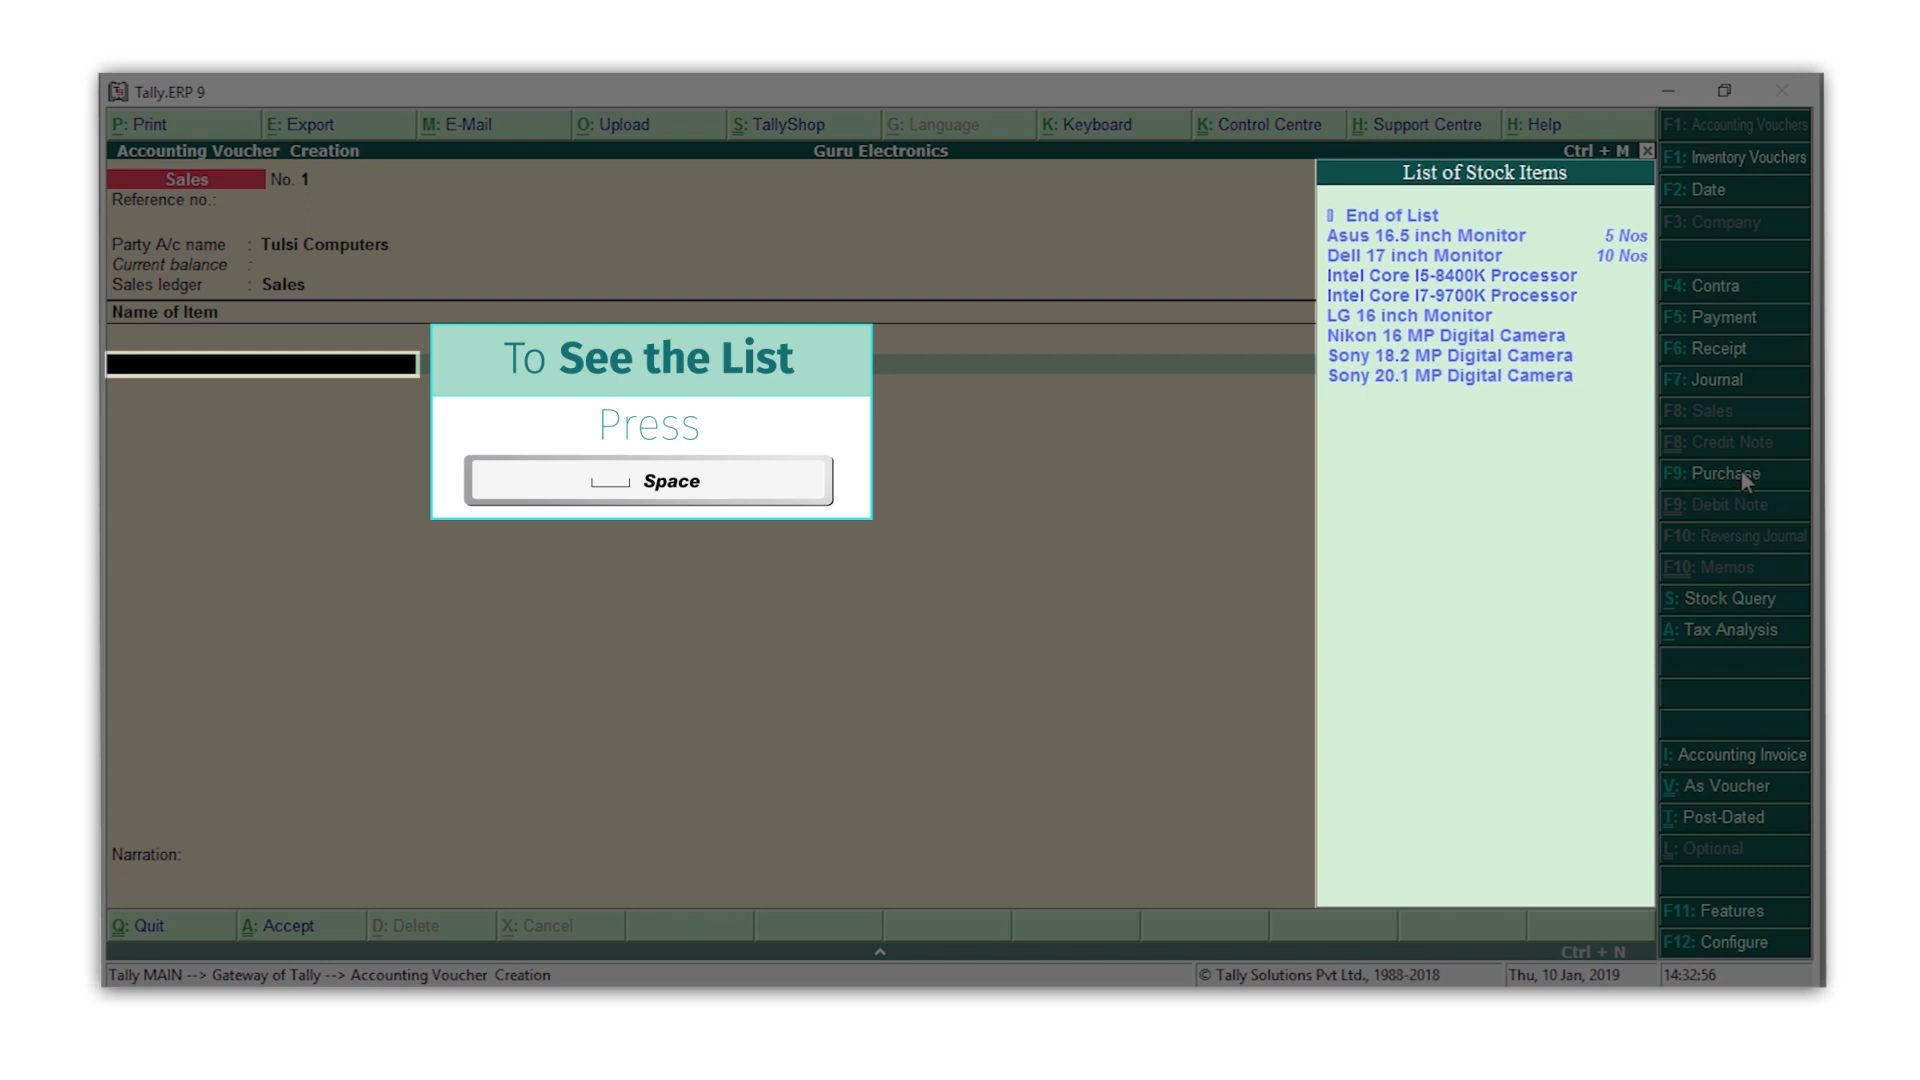 Tally.ERP 9
P: Print E: Export M: E-Mail O: Upload S: TallyShop G: Language K: Keyboard K: Control Centre H: Support Centre H: Help
Accounting Voucher Creation Guru Electronics Ctrl + M
Sales No. 1
Reference no.:
Party A/c name : Tulsi Computers
Current balance :
Sales ledger : Sales
Name of Item
To See the List
Press
Space
List of Stock Items
End of List
Asus 16.5 inch Monitor 5 Nos
Dell 17 inch Monitor 10 Nos
Intel Core I5-8400K Processor
Intel Core I7-9700K Processor
LG 16 inch Monitor
Nikon 16 MP Digital Camera
Sony 18.2 MP Digital Camera
Sony 20.1 MP Digital Camera
F1: Accounting Vouchers
F1: Inventory Vouchers
F2: Date
F3: Company
F4: Contra
F5: Payment
F6: Receipt
F7: Journal
F8: Sales
F8: Credit Note
F9: Purchase
F9: Debit Note
F10: Reversing Journal
F10: Memos
S: Stock Query
A: Tax Analysis
I: Accounting Invoice
V: As Voucher
T: Post-Dated
L: Optional
F11: Features
F12: Configure
Narration:
Q: Quit A: Accept D: Delete X: Cancel
Ctrl + N
Tally MAIN --> Gateway of Tally --> Accounting Voucher Creation © Tally Solutions Pvt Ltd., 1988-2018 Thu, 10 Jan, 2019 14:32:56